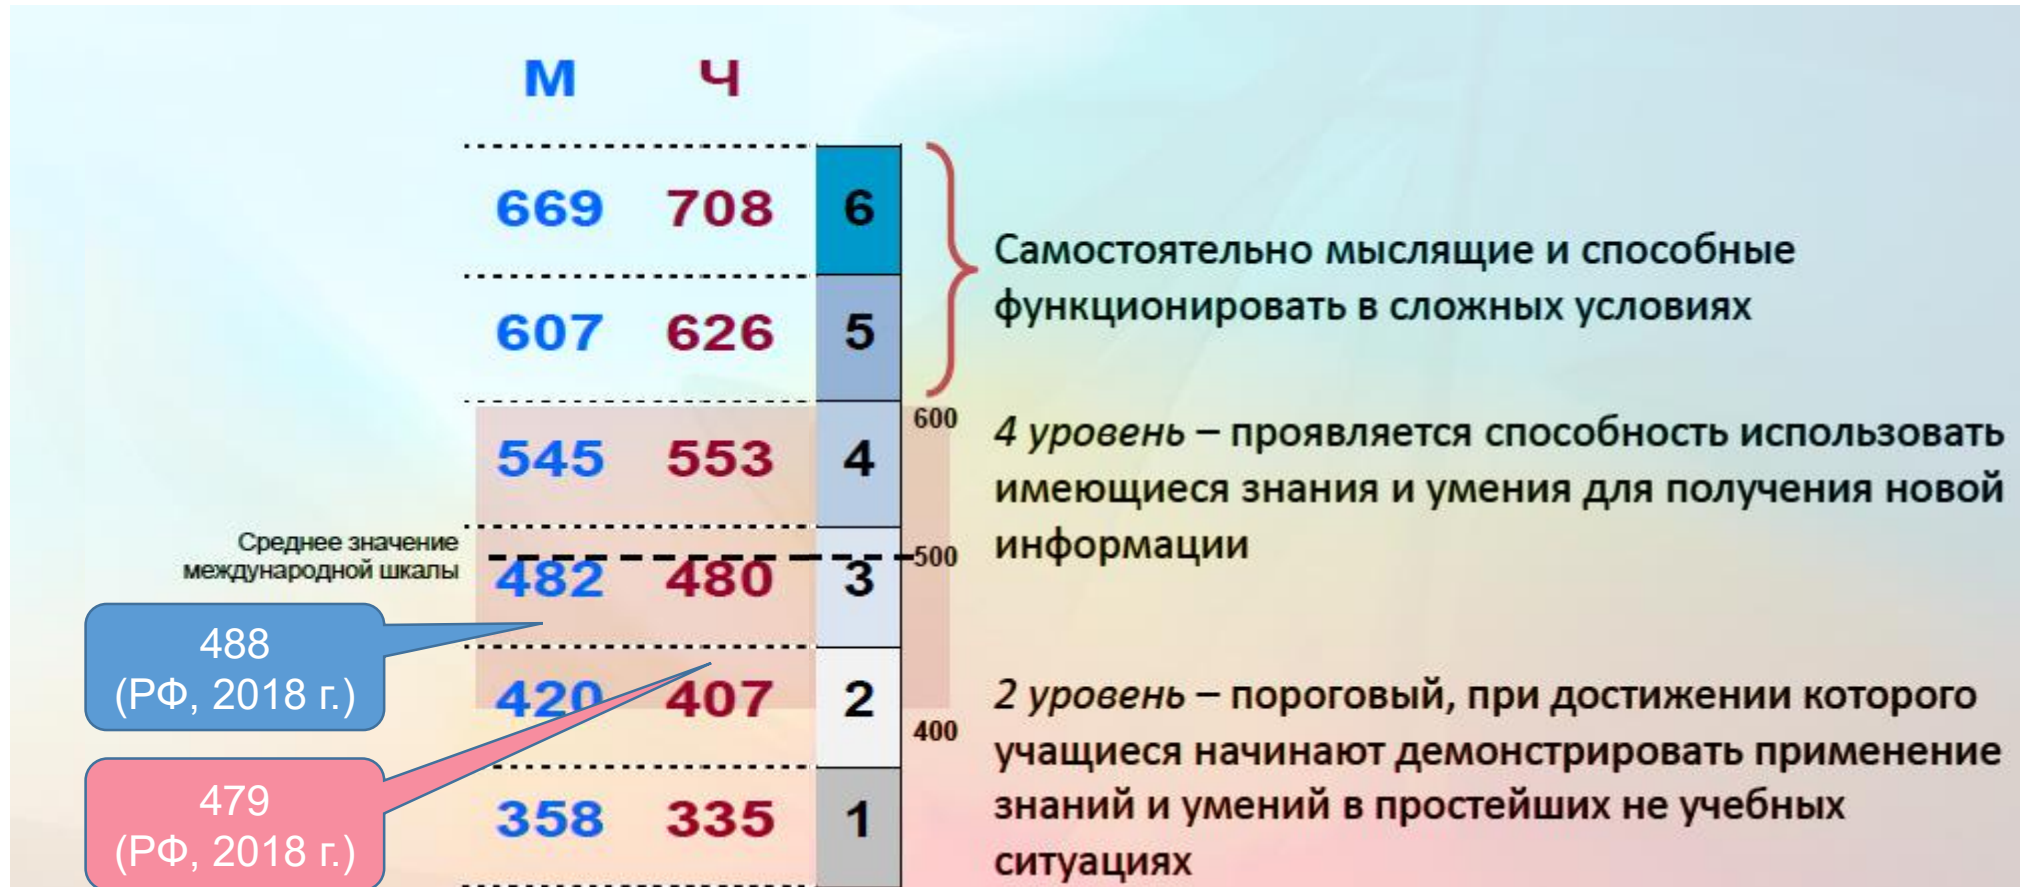 М Ч
669 708 6
Самостоятельно мыслящие и способные
функционировать в сложных условиях
607 626 5
600
4 уровень – проявляется способность использовать
имеющиеся знания и умения для получения новой
информации
545 553 4
Среднее значение
международной шкалы
500
482 480 3
488
(РФ, 2018 г.)
420 407 2
400
2 уровень – пороговый, при достижении которого
учащиеся начинают демонстрировать применение
знаний и умений в простейших не учебных
ситуациях
479
(РФ, 2018 г.)
358 335 1